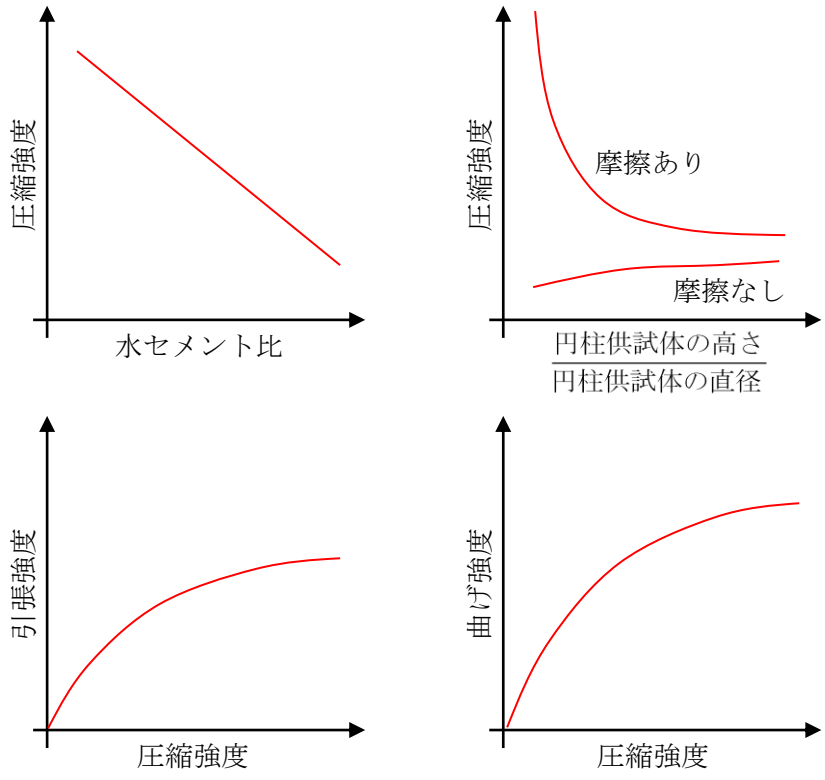 圧縮強度
水セメント比
圧縮強度
摩擦あり
摩擦なし
円柱供試体の高さ
円柱供試体の直径
引張強度
圧縮強度
曲げ強度
圧縮強度